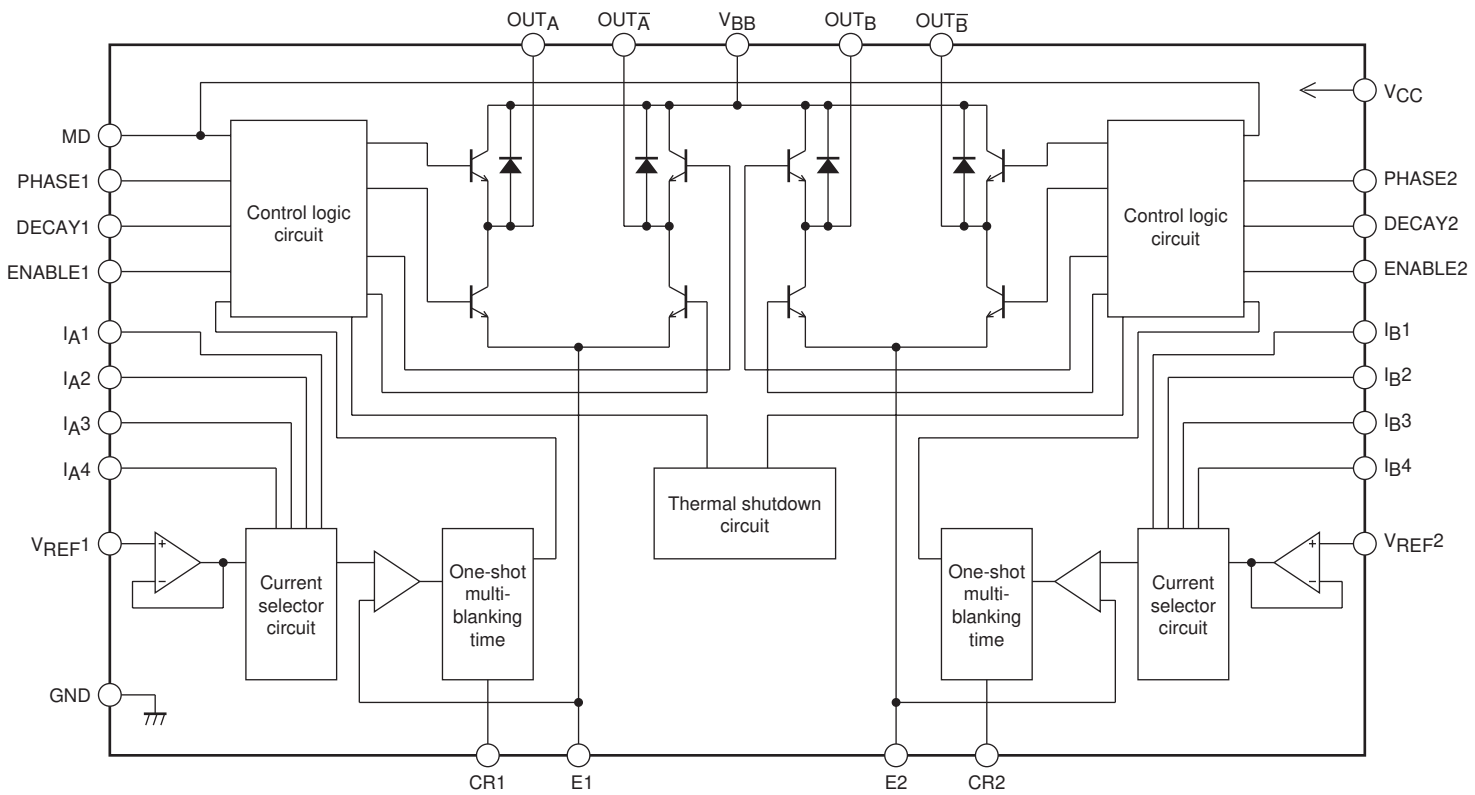 OUTA
OUTA̅
VBB
OUTB
OUTB̅
VCC
MD
PHASE1
DECAY1
ENABLE1
IA1
IA2
IA3
IA4
VREF1
GND
Control logic
circuit
Control logic
circuit
PHASE2
DECAY2
ENABLE2
IB1
IB2
IB3
IB4
VREF2
Thermal shutdown
circuit
+
−
Current
selector
circuit
One-shot
multi-
blanking
time
One-shot
multi-
blanking
time
Current
selector
circuit
+
−
CR1
E1
E2
CR2